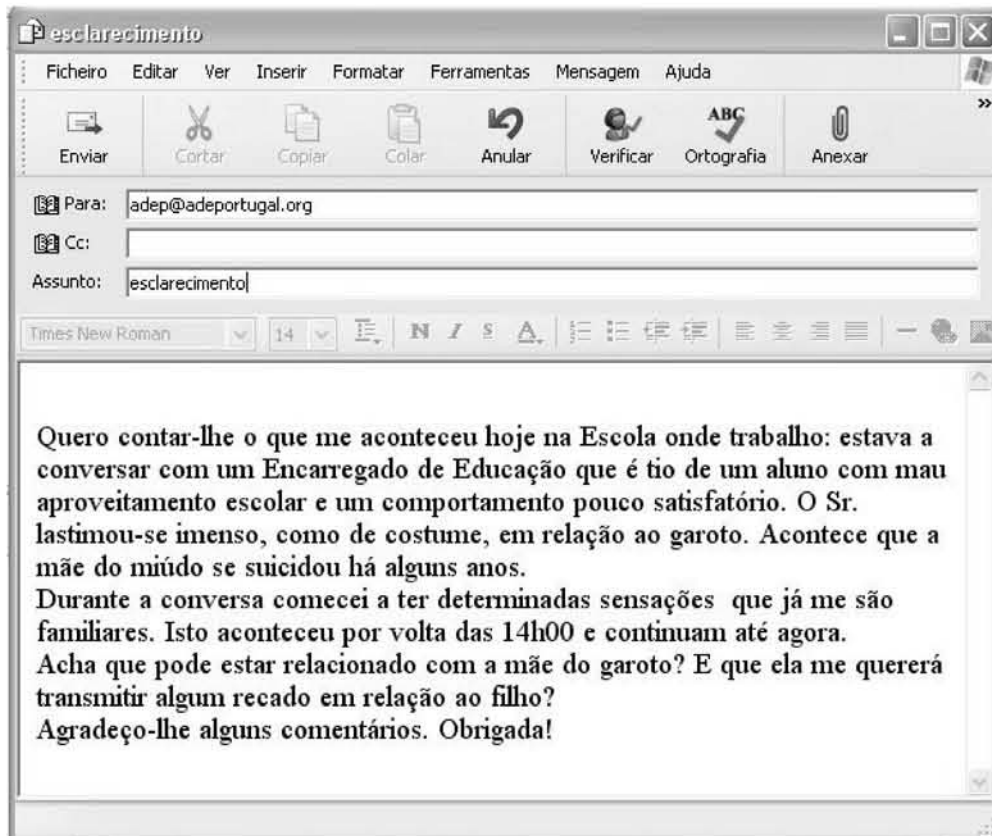 esclarecimento
Ficheiro Editar Ver Inserir Formatar Ferramentas Mensagem Ajuda
»
ABC
Enviar Cortar Copiar Colar Anular Verificar Ortografia Anexar
Para: adep@adeportugal.org
Cc:
Assunto: esclarecimento
Times New Roman 14 N I S A
Quero contar-lhe o que me aconteceu hoje na Escola onde trabalho: estava a
conversar com um Encarregado de Educação que é tio de um aluno com mau
aproveitamento escolar e um comportamento pouco satisfatório. O Sr.
lastimou-se imenso, como de costume, em relação ao garoto. Acontece que a
mãe do miúdo se suicidou há alguns anos.
Durante a conversa comecei a ter determinadas sensações que já me são
familiares. Isto aconteceu por volta das 14h00 e continuam até agora.
Acha que pode estar relacionado com a mãe do garoto? E que ela me quererá
transmitir algum recado em relação ao filho?
Agradeço-lhe alguns comentários. Obrigada!